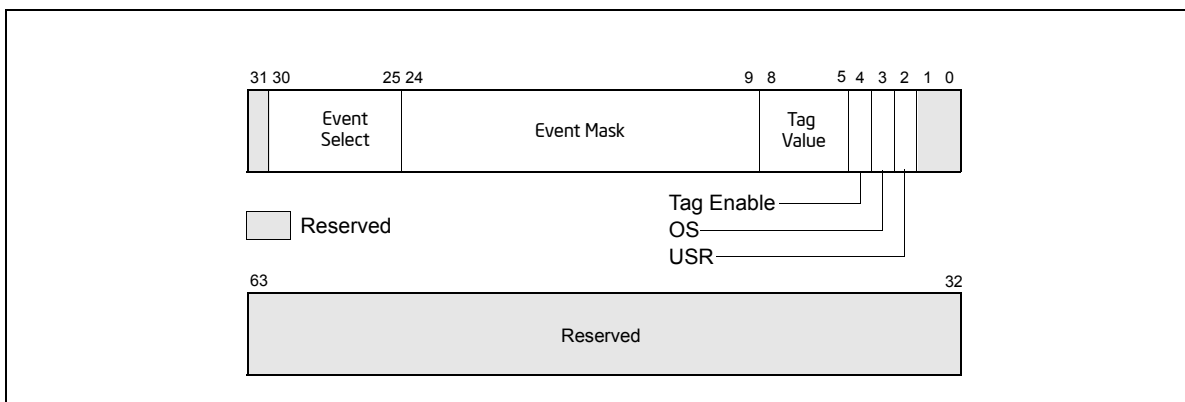 31 30 25 24 9 8 5 4 3 2 1 0
Event
Select
Event Mask
Tag
Value
Tag Enable
OS
USR
Reserved
63 32
Reserved